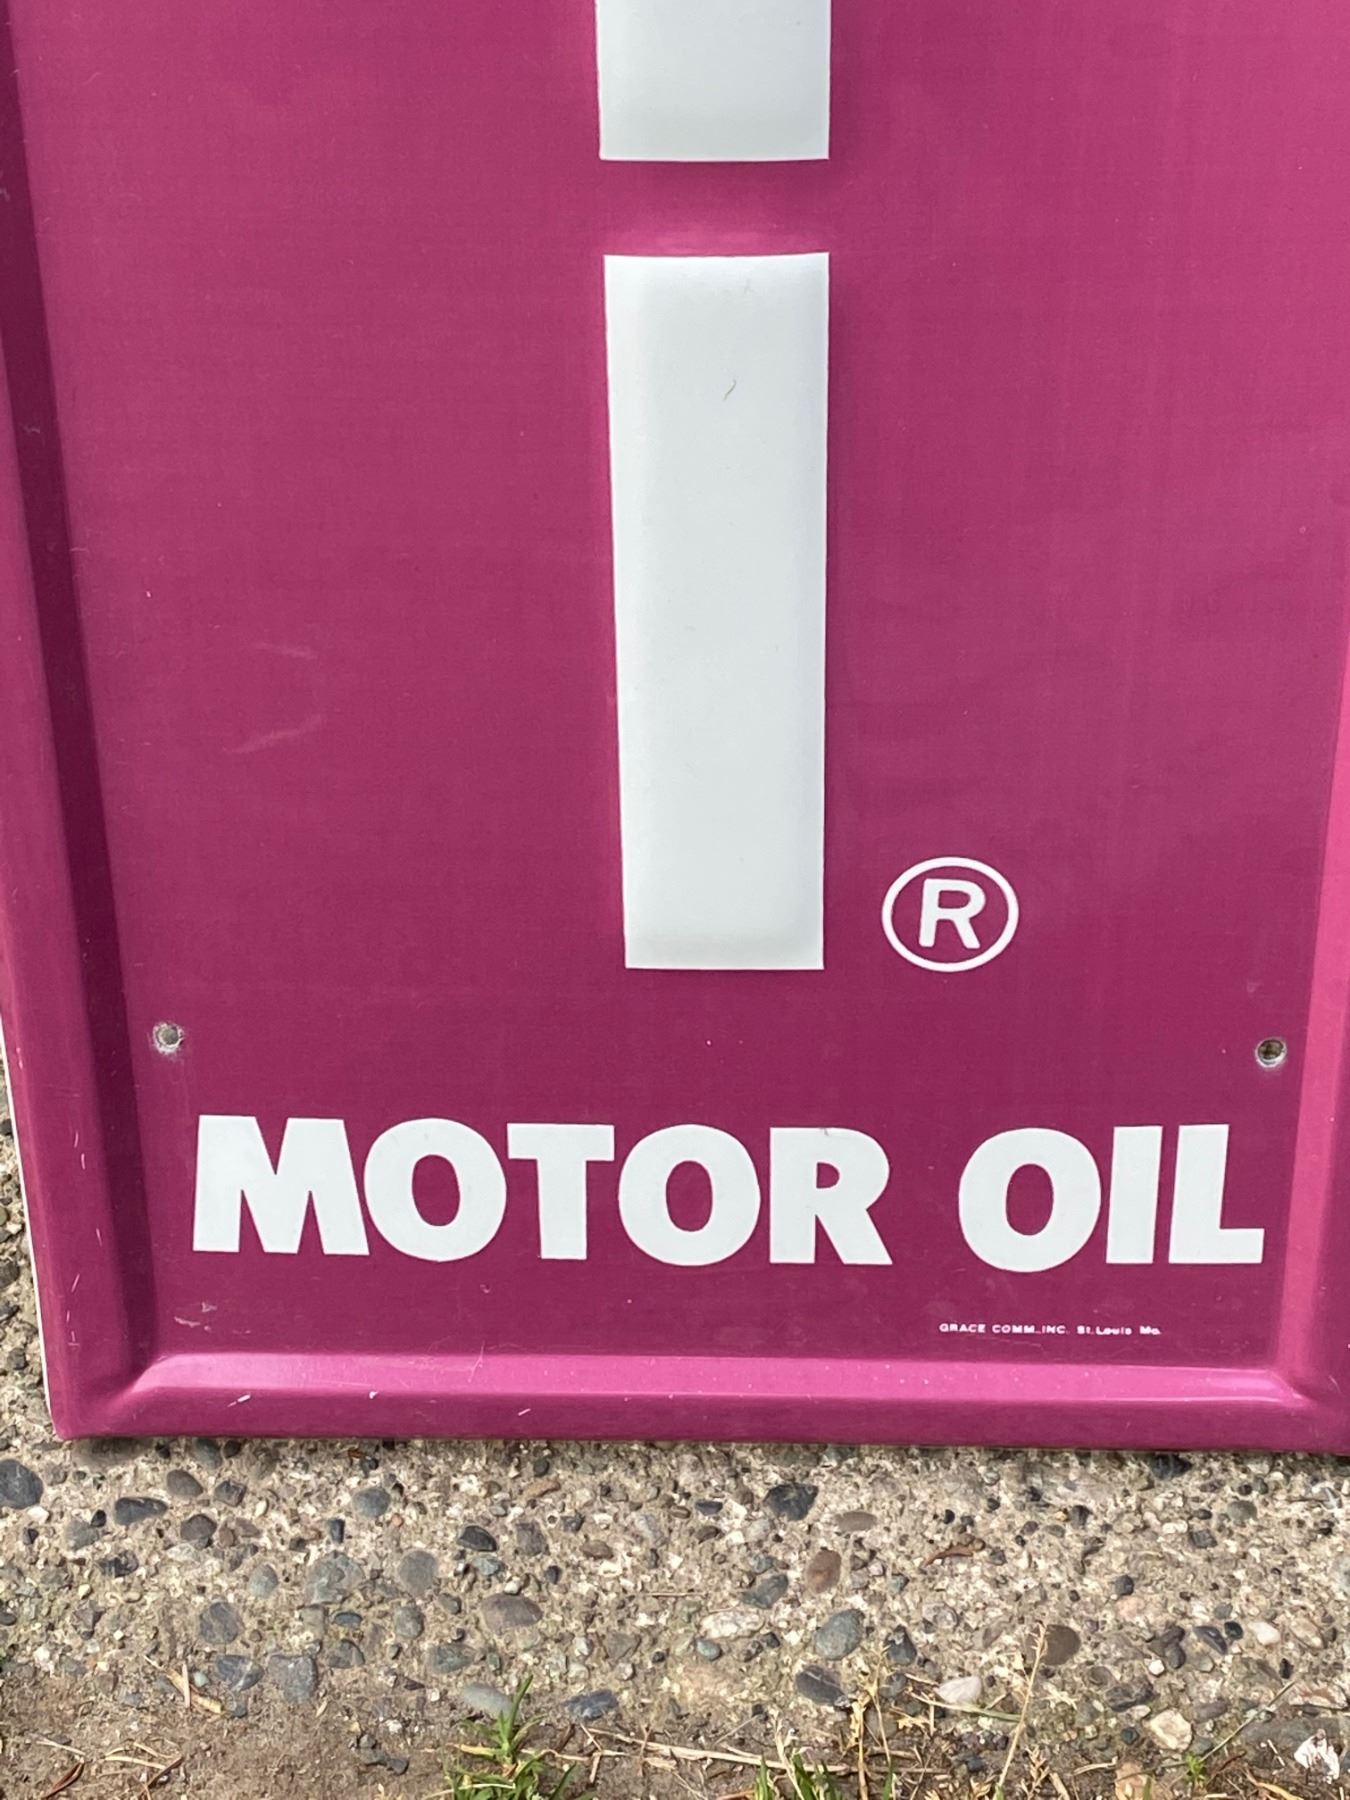 I
®
MOTOR OIL
GRACE COMM.,INC. St. Louis Mo.